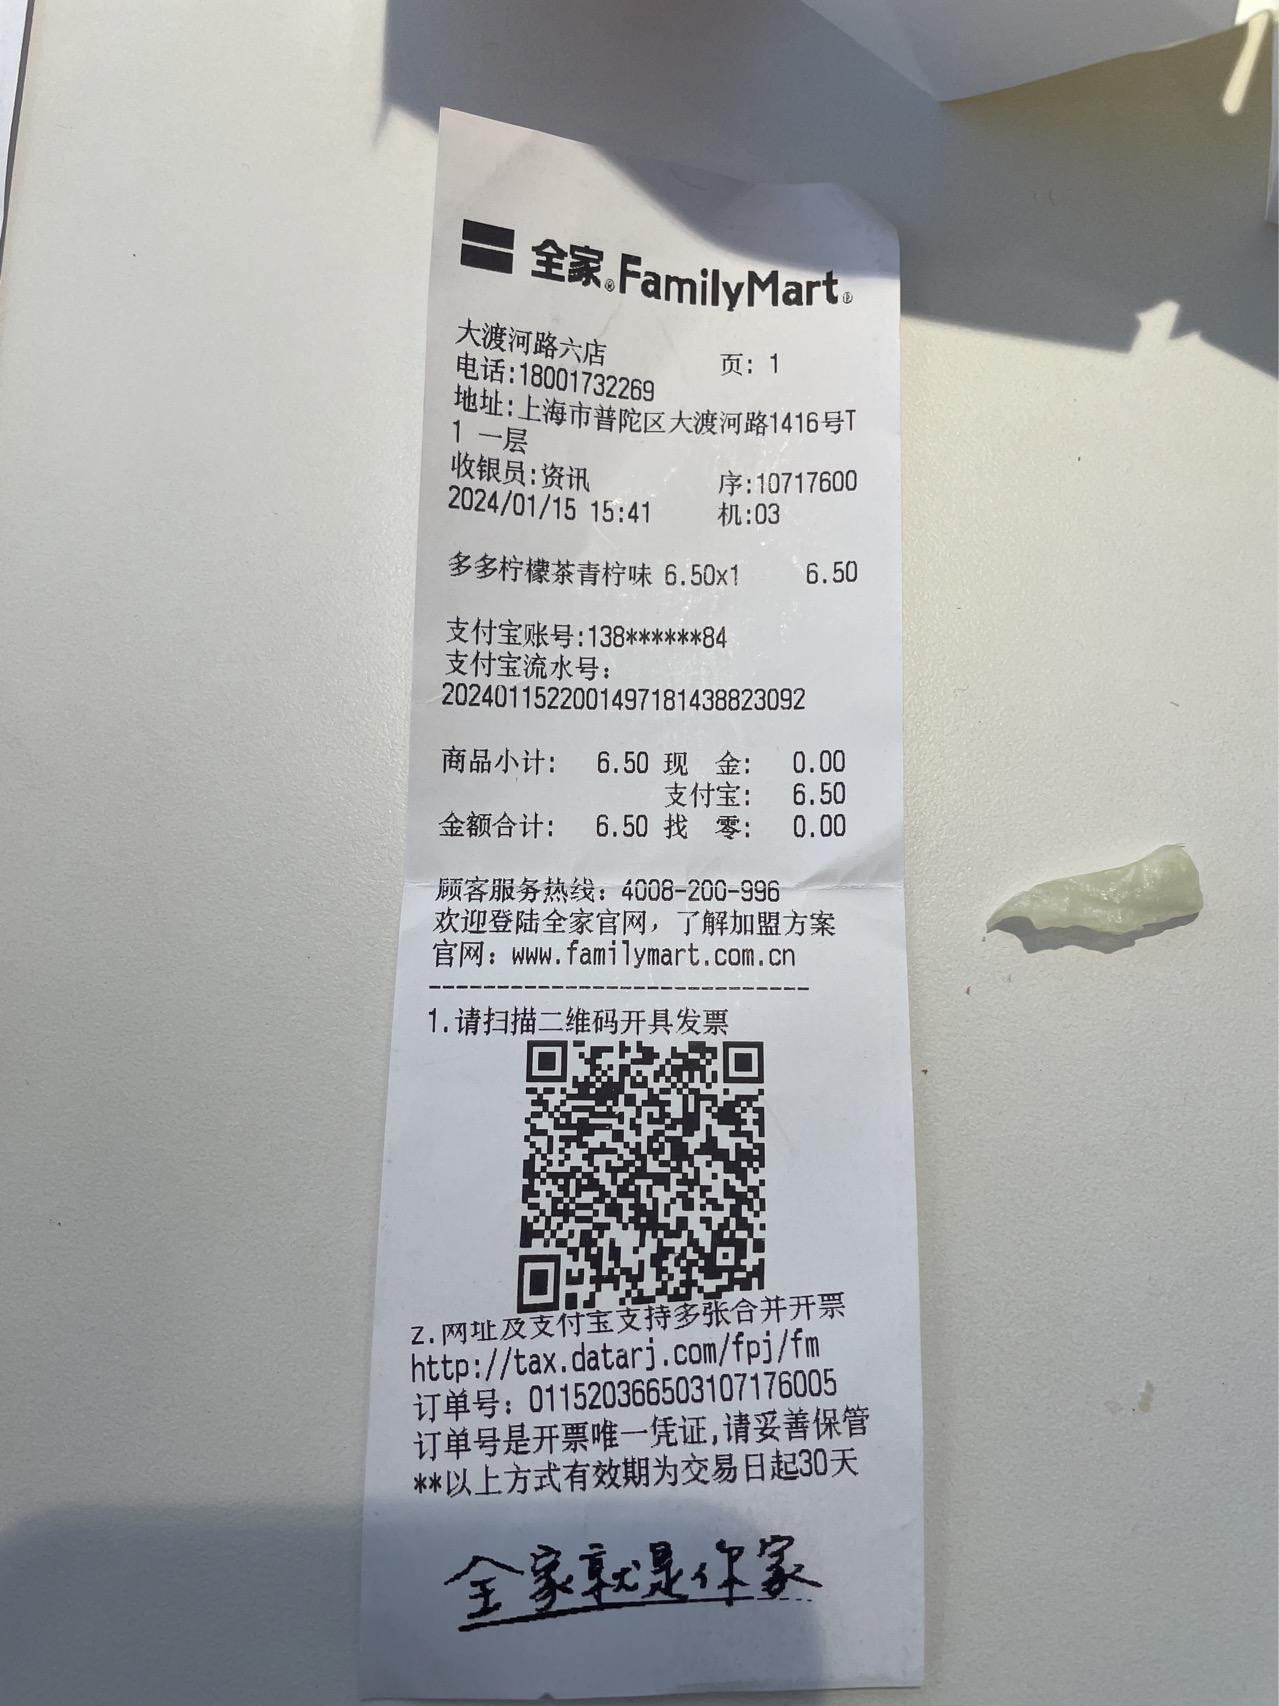 全家®FamilyMart®
大渡河路六店 页: 1
电话:18001732269
地址:上海市普陀区大渡河路1416号T
1 一层
收银员:资讯 序:10717600
2024/01/15 15:41 机:03
多多柠檬茶青柠味 6.50x1 6.50
支付宝账号:138******84
支付宝流水号:
2024011522001497181438823092
商品小计: 6.50 现 金: 0.00
支付宝: 6.50
金额合计: 6.50 找 零: 0.00
顾客服务热线: 4008-200-996
欢迎登陆全家官网，了解加盟方案
官网: www.familymart.com.cn
----------------------------
1.请扫描二维码开具发票
2.网址及支付宝支持多张合并开票
http://tax.datarj.com/fpj/fm
订单号: 011520366503107176005
订单号是开票唯一凭证,请妥善保管
**以上方式有效期为交易日起30天
全家就是你家